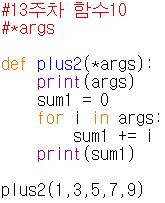 #13주차 함수10
#*args

def plus2(*args):
    print(args)
    sum1 = 0
    for i in args:
        sum1 += i
    print(sum1)

plus2(1,3,5,7,9)